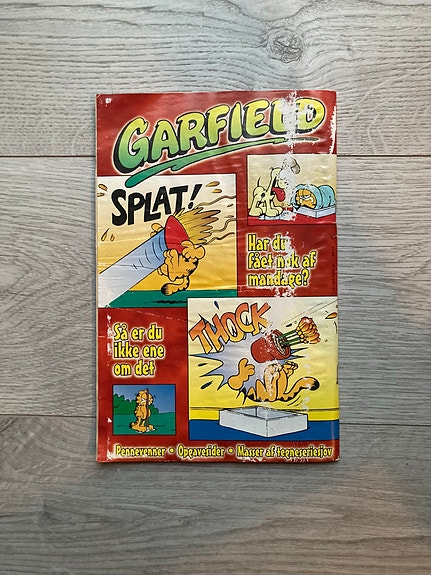 GARFIELD
SPLAT!
Har du
fået nok af
mandage?
Så er du
ikke ene
om det
THOCK
Pennevenner • Opgavesider • Masser af tegneseriesjov